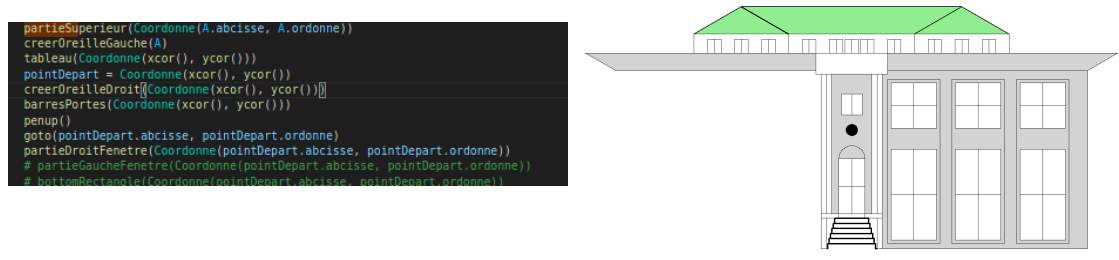 partieSuperieur(Coordonne(A.abcisse, A.ordonne))
creerOreilleGauche(A)
tableau(Coordonne(xcor(), ycor()))
pointDepart = Coordonne(xcor(), ycor())
creerOreilleDroit(Coordonne(xcor(), ycor()))
barresPortes(Coordonne(xcor(), ycor()))
penup()
goto(pointDepart.abcisse, pointDepart.ordonne)
partieDroitFenetre(Coordonne(pointDepart.abcisse, pointDepart.ordonne))
# partieGaucheFenetre(Coordonne(pointDepart.abcisse, pointDepart.ordonne))
# bottomRectangle(Coordonne(pointDepart.abcisse, pointDepart.ordonne))